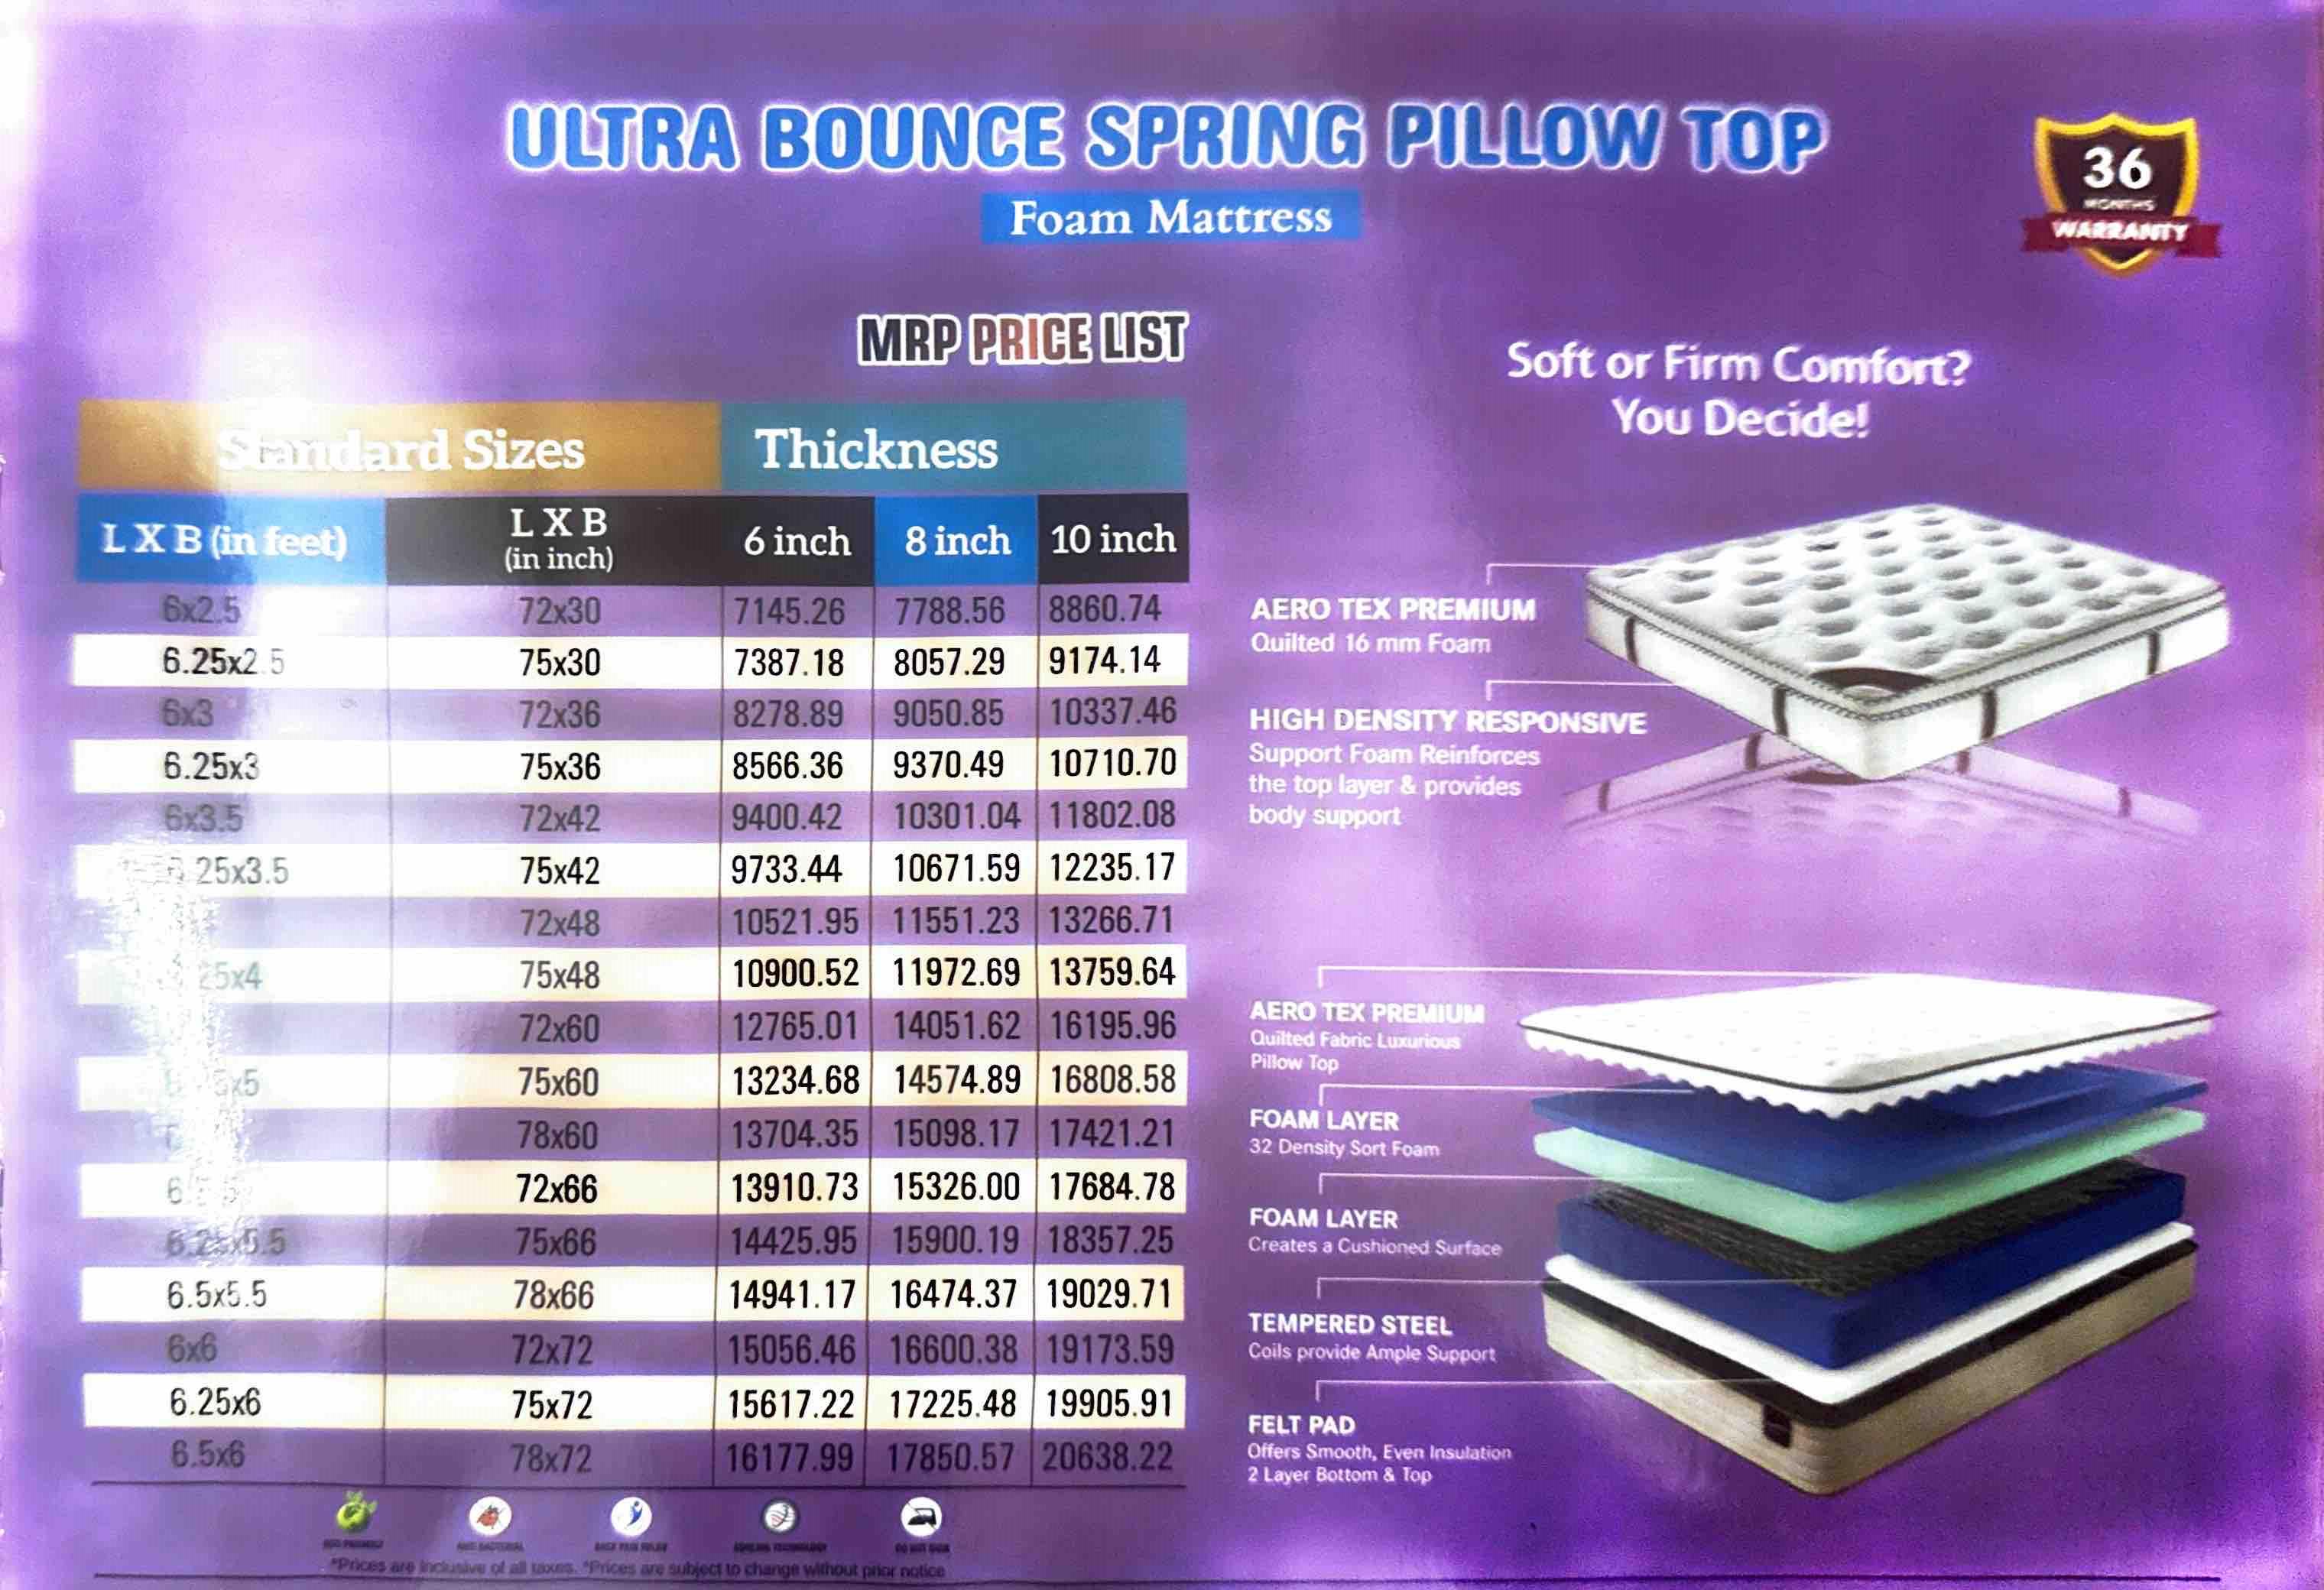 ULTRA BOUNCE SPRING PILLOW TOP
Foam Mattress
36
MONTHS
WARRANTY
MRP PRICE LIST
Soft or Firm Comfort?
You Decide!
Standard Sizes Thickness
L X B (in feet) L X B (in inch) 6 inch 8 inch 10 inch
6x2.5 72x30 7145.26 7788.56 8860.74
6.25x2.5 75x30 7387.18 8057.29 9174.14
6x3 72x36 8278.89 9050.85 10337.46
6.25x3 75x36 8566.36 9370.49 10710.70
6x3.5 72x42 9400.42 10301.04 11802.08
25x3.5 75x42 9733.44 10671.59 12235.17
72x48 10521.95 11551.23 13266.71
25x4 75x48 10900.52 11972.69 13759.64
72x60 12765.01 14051.62 16195.96
75x60 13234.68 14574.89 16808.58
78x60 13704.35 15098.17 17421.21
72x66 13910.73 15326.00 17684.78
6.25x5.5 75x66 14425.95 15900.19 18357.25
6.5x5.5 78x66 14941.17 16474.37 19029.71
6x6 72x72 15056.46 16600.38 19173.59
6.25x6 75x72 15617.22 17225.48 19905.91
6.5x6 78x72 16177.99 17850.57 20638.22
*Prices are inclusive of all taxes. *Prices are subject to change without prior notice
AERO TEX PREMIUM
Quilted 16 mm Foam
HIGH DENSITY RESPONSIVE
Support Foam Reinforces
the top layer & provides
body support
AERO TEX PREMIUM
Quilted Fabric Luxurious
Pillow Top
FOAM LAYER
32 Density Sort Foam
FOAM LAYER
Creates a Cushioned Surface
TEMPERED STEEL
Coils provide Ample Support
FELT PAD
Offers Smooth, Even Insulation
2 Layer Bottom & Top